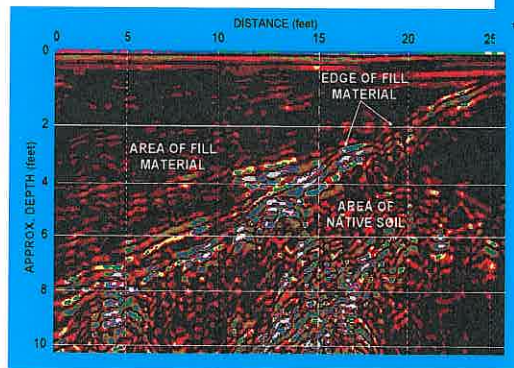 DISTANCE (feet)
0 5 10 15 20 25
APPROX. DEPTH (feet)
0
2
4
6
8
10
EDGE OF FILL
MATERIAL
AREA OF FILL
MATERIAL
AREA OF
NATIVE SOIL